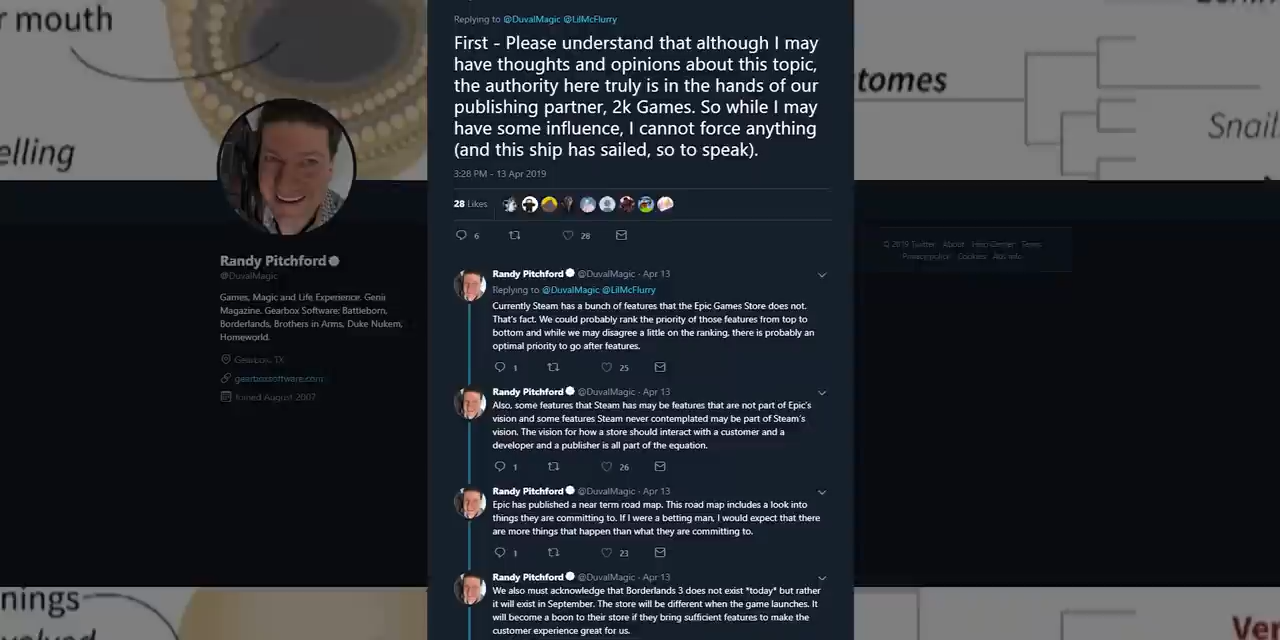 r mouth
elling
tomes
Snail
Replying to @DuvalMagic @LilMcFlurry
First - Please understand that although I may
have thoughts and opinions about this topic,
the authority here truly is in the hands of our
publishing partner, 2k Games. So while I may
have some influence, I cannot force anything
(and this ship has sailed, so to speak).
3:28 PM - 13 Apr 2019
28 Likes
6 28
Randy Pitchford
@DuvalMagic
Games, Magic and Life Experience. Genii
Magazine. Gearbox Software: Battleborn,
Borderlands, Brothers in Arms, Duke Nukem,
Homeworld.
Gearbox, TX
gearboxsoftware.com
Joined August 2007
© 2019 Twitter About Help Center Terms
Privacy policy Cookies Ads info
Randy Pitchford @DuvalMagic · Apr 13
Replying to @DuvalMagic @LilMcFlurry
Currently Steam has a bunch of features that the Epic Games Store does not.
That's fact. We could probably rank the priority of those features from top to
bottom and while we may disagree a little on the ranking, there is probably an
optimal priority to go after features.
1 25
Randy Pitchford @DuvalMagic · Apr 13
Also, some features that Steam has may be features that are not part of Epic's
vision and some features Steam never contemplated may be part of Steam's
vision. The vision for how a store should interact with a customer and a
developer and a publisher is all part of the equation.
1 26
Randy Pitchford @DuvalMagic · Apr 13
Epic has published a near term road map. This road map includes a look into
things they are committing to. If I were a betting man, I would expect that there
are more things that happen than what they are committing to.
1 23
Randy Pitchford @DuvalMagic · Apr 13
We also must acknowledge that Borderlands 3 does not exist *today* but rather
it will exist in September. The store will be different when the game launches. It
will become a boon to their store if they bring sufficient features to make the
customer experience great for us.
nings
Ver